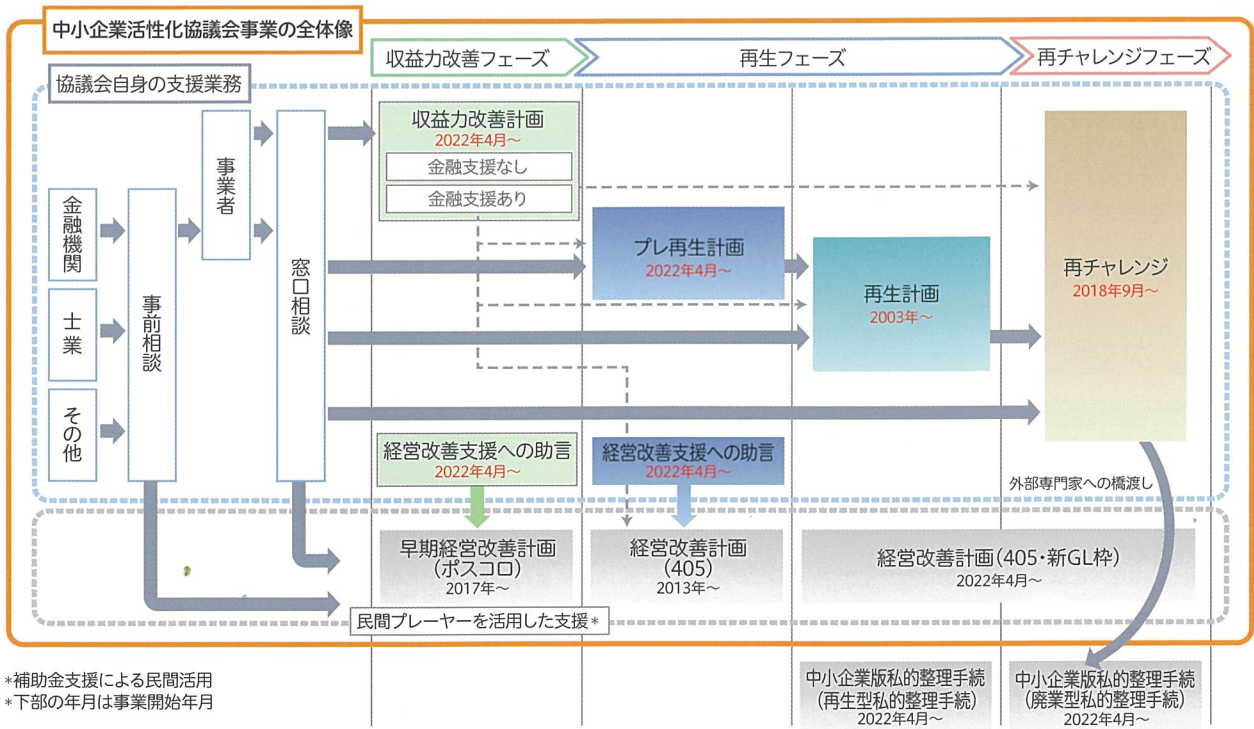 中小企業活性化協議会事業の全体像
収益力改善フェーズ
再生フェーズ
再チャレンジフェーズ
協議会自身の支援業務
金融機関
士業
その他
事前相談
事業者
窓口相談
収益力改善計画
2022年4月～
金融支援なし
金融支援あり
プレ再生計画
2022年4月～
再生計画
2003年～
再チャレンジ
2018年9月～
経営改善支援への助言
2022年4月～
経営改善支援への助言
2022年4月～
外部専門家への橋渡し
早期経営改善計画
(ポスコロ)
2017年～
経営改善計画
(405)
2013年～
経営改善計画(405・新GL枠)
2022年4月～
民間プレーヤーを活用した支援*
*補助金支援による民間活用
*下部の年月は事業開始年月
中小企業版私的整理手続
(再生型私的整理手続)
2022年4月～
中小企業版私的整理手続
(廃業型私的整理手続)
2022年4月～